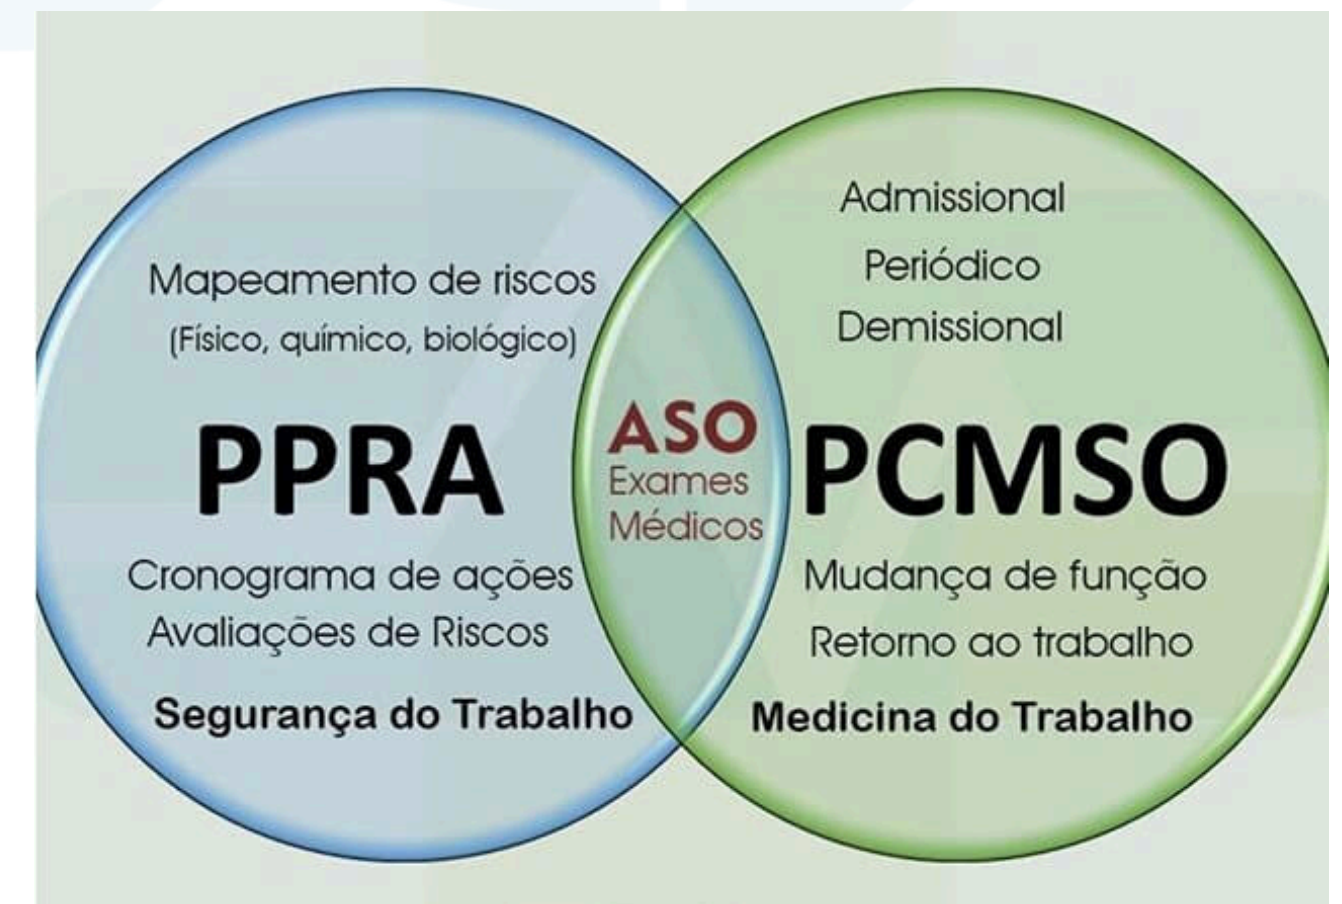 Mapeamento de riscos
(Físico, químico, biológico)
PPRA
Cronograma de ações
Avaliações de Riscos
Segurança do Trabalho
ASO
Exames
Médicos
Admissional
Periódico
Demissional
PCMSO
Mudança de função
Retorno ao trabalho
Medicina do Trabalho